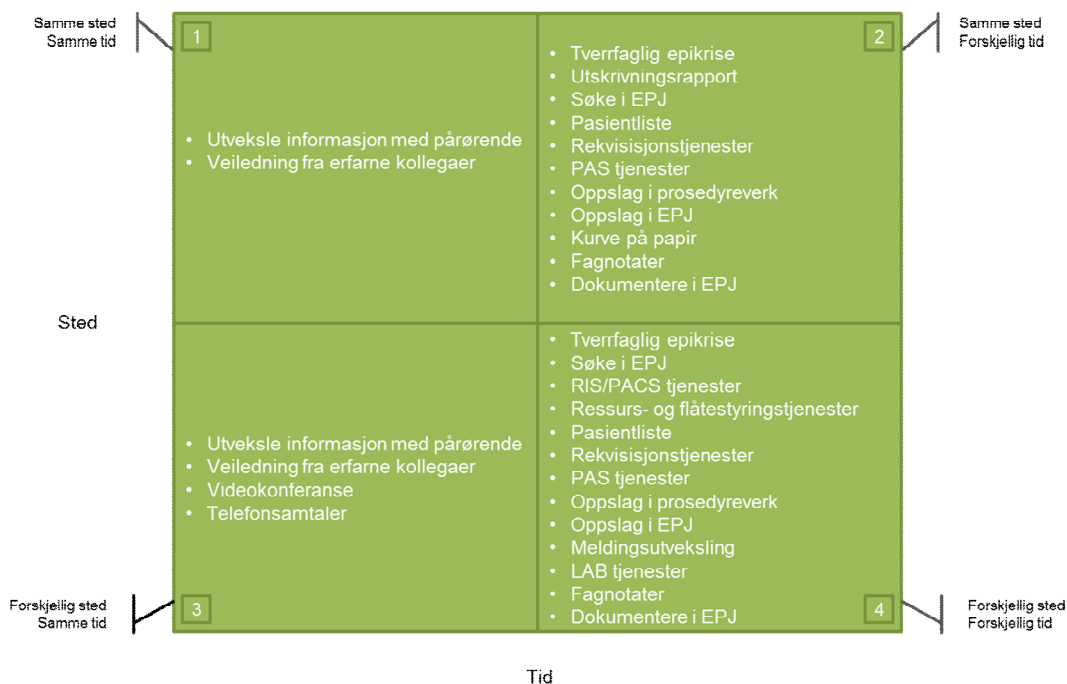 Samme sted
Samme tid
1
• Utveksle informasjon med pårørende
• Veiledning fra erfarne kollegaer
2
Samme sted
Forskjellig tid
• Tverrfaglig epikrise
• Utskrivningsrapport
• Søke i EPJ
• Pasientliste
• Rekvisisjonstjenester
• PAS tjenester
• Oppslag i prosedyreverk
• Oppslag i EPJ
• Kurve på papir
• Fagnotater
• Dokumentere i EPJ
Sted
• Utveksle informasjon med pårørende
• Veiledning fra erfarne kollegaer
• Videokonferanse
• Telefonsamtaler
3
Forskjellig sted
Samme tid
• Tverrfaglig epikrise
• Søke i EPJ
• RIS/PACS tjenester
• Ressurs- og flåtestyringstjenester
• Pasientliste
• Rekvisisjonstjenester
• PAS tjenester
• Oppslag i prosedyreverk
• Oppslag i EPJ
• Meldingsutveksling
• LAB tjenester
• Fagnotater
• Dokumentere i EPJ
4
Forskjellig sted
Forskjellig tid
Tid